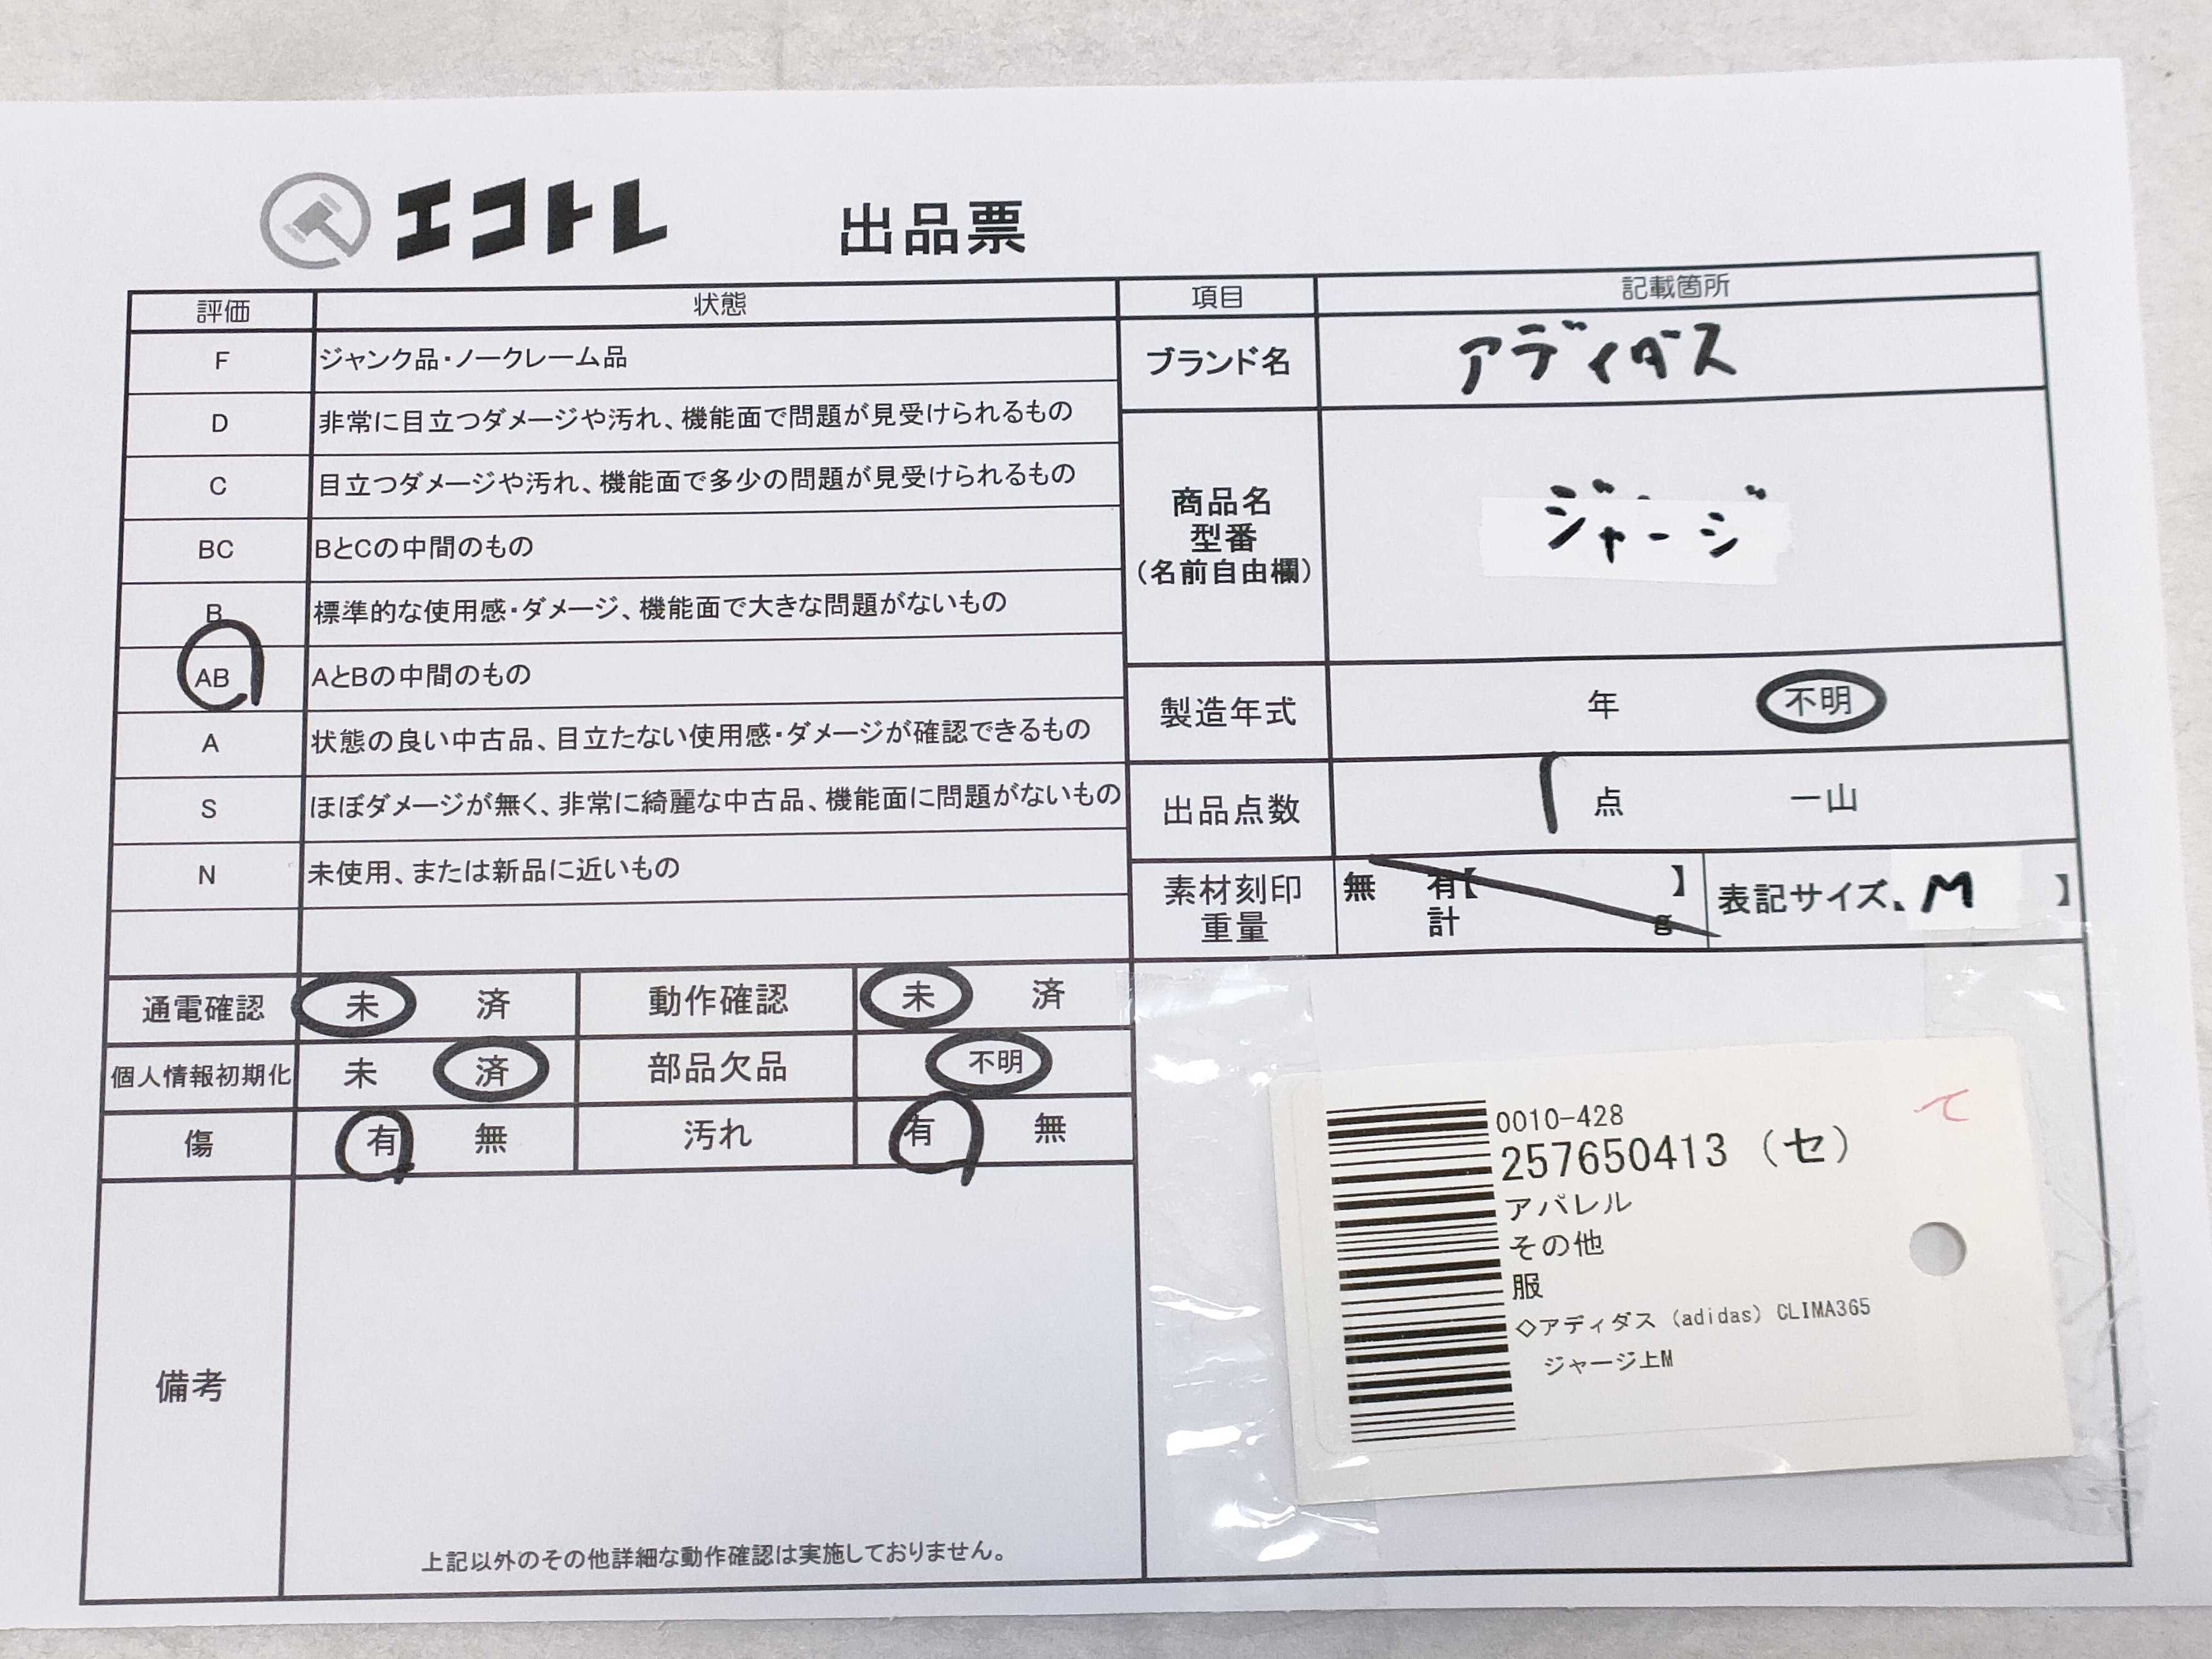 エコトレ 出品票
評価 状態
F ジャンク品・ノークレーム品
D 非常に目立つダメージや汚れ、機能面で問題が見受けられるもの
C 目立つダメージや汚れ、機能面で多少の問題が見受けられるもの
BC BとCの中間のもの
B 標準的な使用感・ダメージ、機能面で大きな問題がないもの
AB AとBの中間のもの
A 状態の良い中古品、目立たない使用感・ダメージが確認できるもの
S ほぼダメージが無く、非常に綺麗な中古品、機能面に問題がないもの
N 未使用、または新品に近いもの
通電確認 未 済 動作確認 未 済
個人情報初期化 未 済 部品欠品 不明
傷 有 無 汚れ 有 無
備考
上記以外のその他詳細な動作確認は実施しておりません。
項目 記載箇所
ブランド名 アディダス
商品名
型番
(名前自由欄)
ジャージ
製造年式 年 不明
出品点数 1 点 一山
素材刻印 無 有【 】
重量 計 g
表記サイズ M 】
0010-428
257650413 (セ)
アパレル
その他
服
◇アディダス (adidas) CLIMA365
ジャージ上M